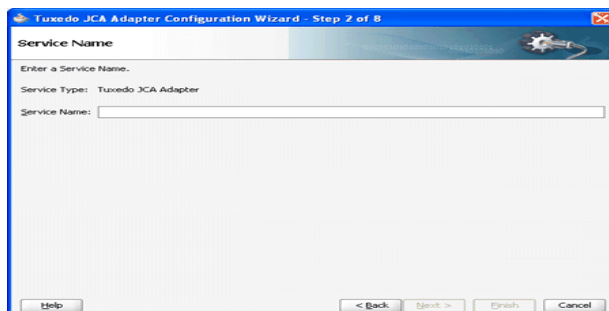 Tuxedo JCA Adapter Configuration Wizard - Step 2 of 8
Service Name
Enter a Service Name.
Service Type: Tuxedo JCA Adapter
Service Name:
Help < Back Next > Finish Cancel